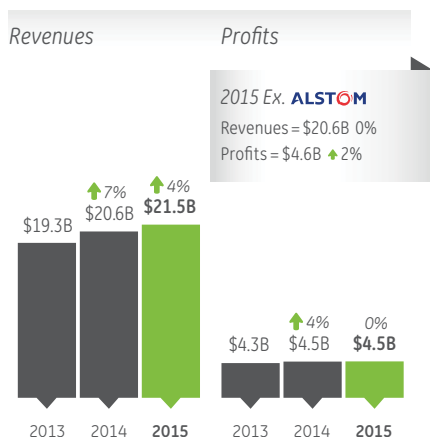 Revenues
Profits
2015 Ex. ALSTOM
Revenues = $20.6B 0%
Profits = $4.6B 2%
7%
4%
$19.3B
$20.6B
$21.5B
4%
0%
$4.3B
$4.5B
$4.5B
2013 2014 2015
2013 2014 2015